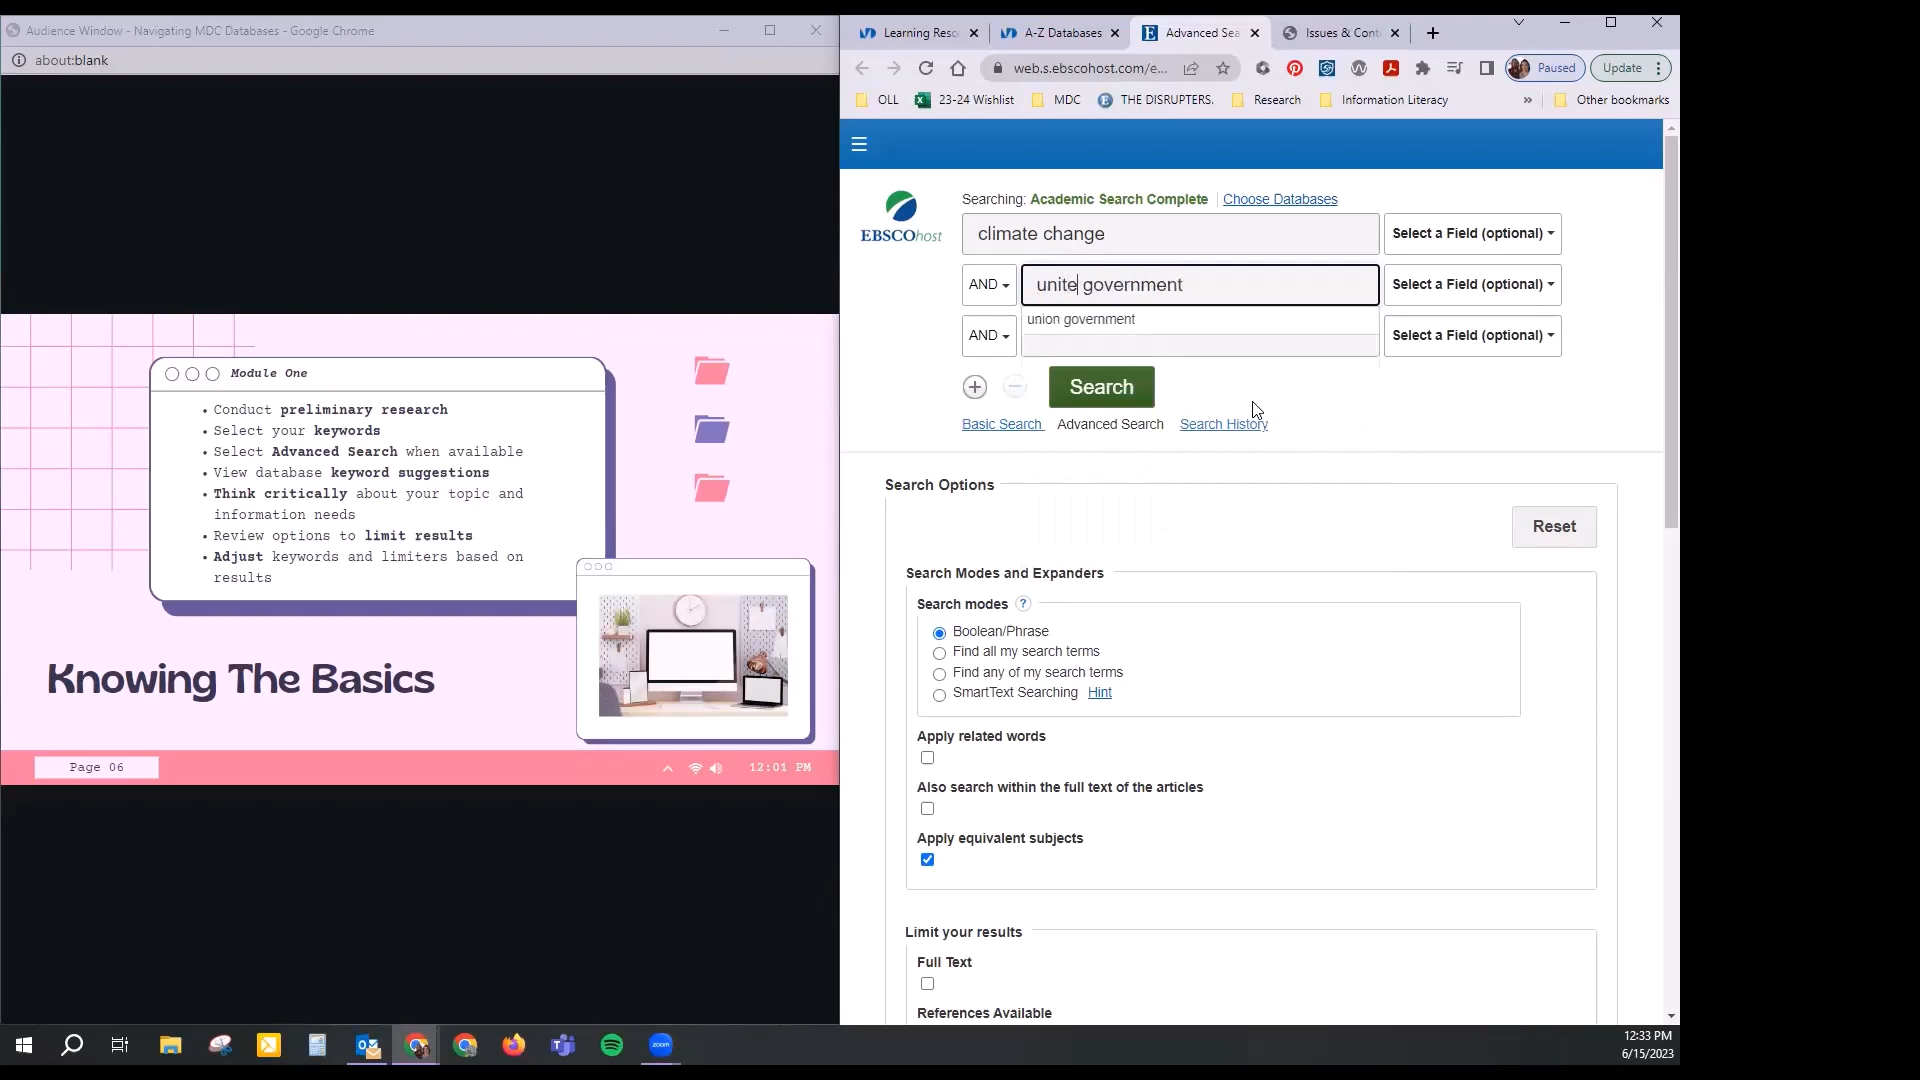 Audience Window - Navigating MDC Databases - Google Chrome
about:blank
Module One
• Conduct preliminary research
• Select your keywords
• Select Advanced Search when available
• View database keyword suggestions
• Think critically about your topic and
information needs
• Review options to limit results
• Adjust keywords and limiters based on
results
Knowing The Basics
Page 06
12:01 PM
Learning Reso
A-Z Databases
Advanced Sea
Issues & Cont
web.s.ebscohost.com/e...
Paused
Update
OLL
23-24 Wishlist
MDC
THE DISRUPTERS.
Research
Information Literacy
»
Other bookmarks
EBSCOhost
Searching: Academic Search Complete
Choose Databases
climate change
Select a Field (optional)
AND
unite government
Select a Field (optional)
union government
AND
Select a Field (optional)
Search
Basic Search
Advanced Search
Search History
Search Options
Reset
Search Modes and Expanders
Search modes ?
Boolean/Phrase
Find all my search terms
Find any of my search terms
SmartText Searching Hint
Apply related words
Also search within the full text of the articles
Apply equivalent subjects
Limit your results
Full Text
References Available
zoom
12:33 PM
6/15/2023